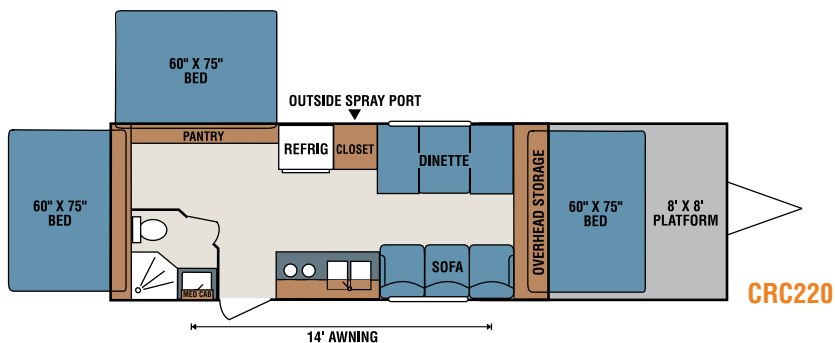 60" X 75"
BED
OUTSIDE SPRAY PORT
PANTRY
REFRIG
CLOSET
DINETTE
OVERHEAD STORAGE
60" X 75"
BED
60" X 75"
BED
8' X 8'
PLATFORM
SOFA
MED CAB
CRC220
14' AWNING